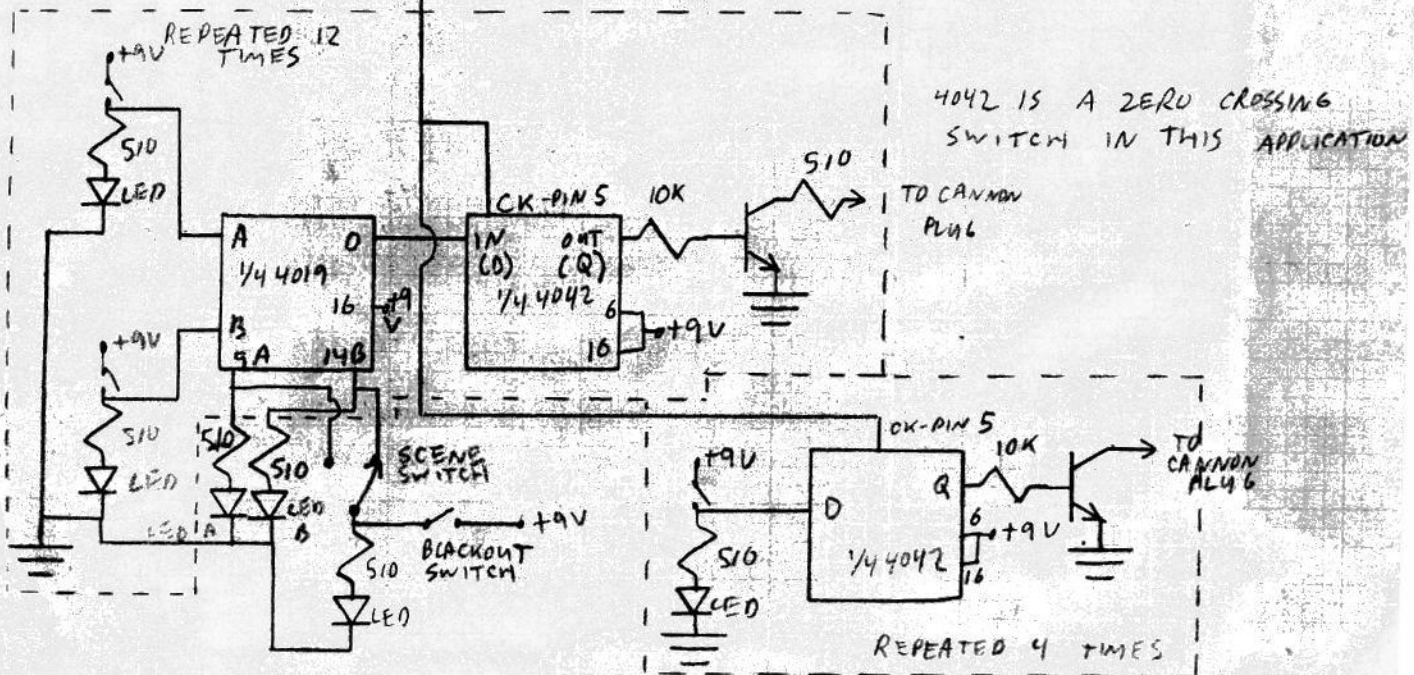 REPEATED 12
TIMES
+9V
510
LED
4042 IS A ZERO CROSSING
SWITCH IN THIS APPLICATION
510
TO CANNON
PLUG
CK-PIN 5
10K
A
O
1/4 4019
16
+9
V
B
9A
14B
IN
(D)
OUT
(Q)
1/4 4042
6
16
+9V
+9V
510
LED
510
LED A
510
LED
B
SCENE
SWITCH
BLACKOUT
SWITCH
+9V
510
LED
CK-PIN 5
10K
TO
CANNON
PLUG
+9V
510
LED
D
Q
1/4 4042
6
+9V
16
REPEATED 4 TIMES